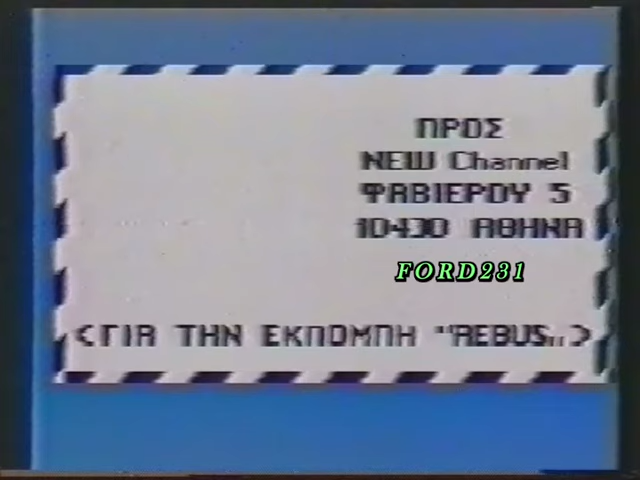 ΠΡΟΣ
NEW Channel
ΦΑΒΙΕΡΟΥ 5
10430 ΑΘΗΝΑ
FORD231
<ΓΙΑ ΤΗΝ ΕΚΠΟΜΠΗ "REBUS„>